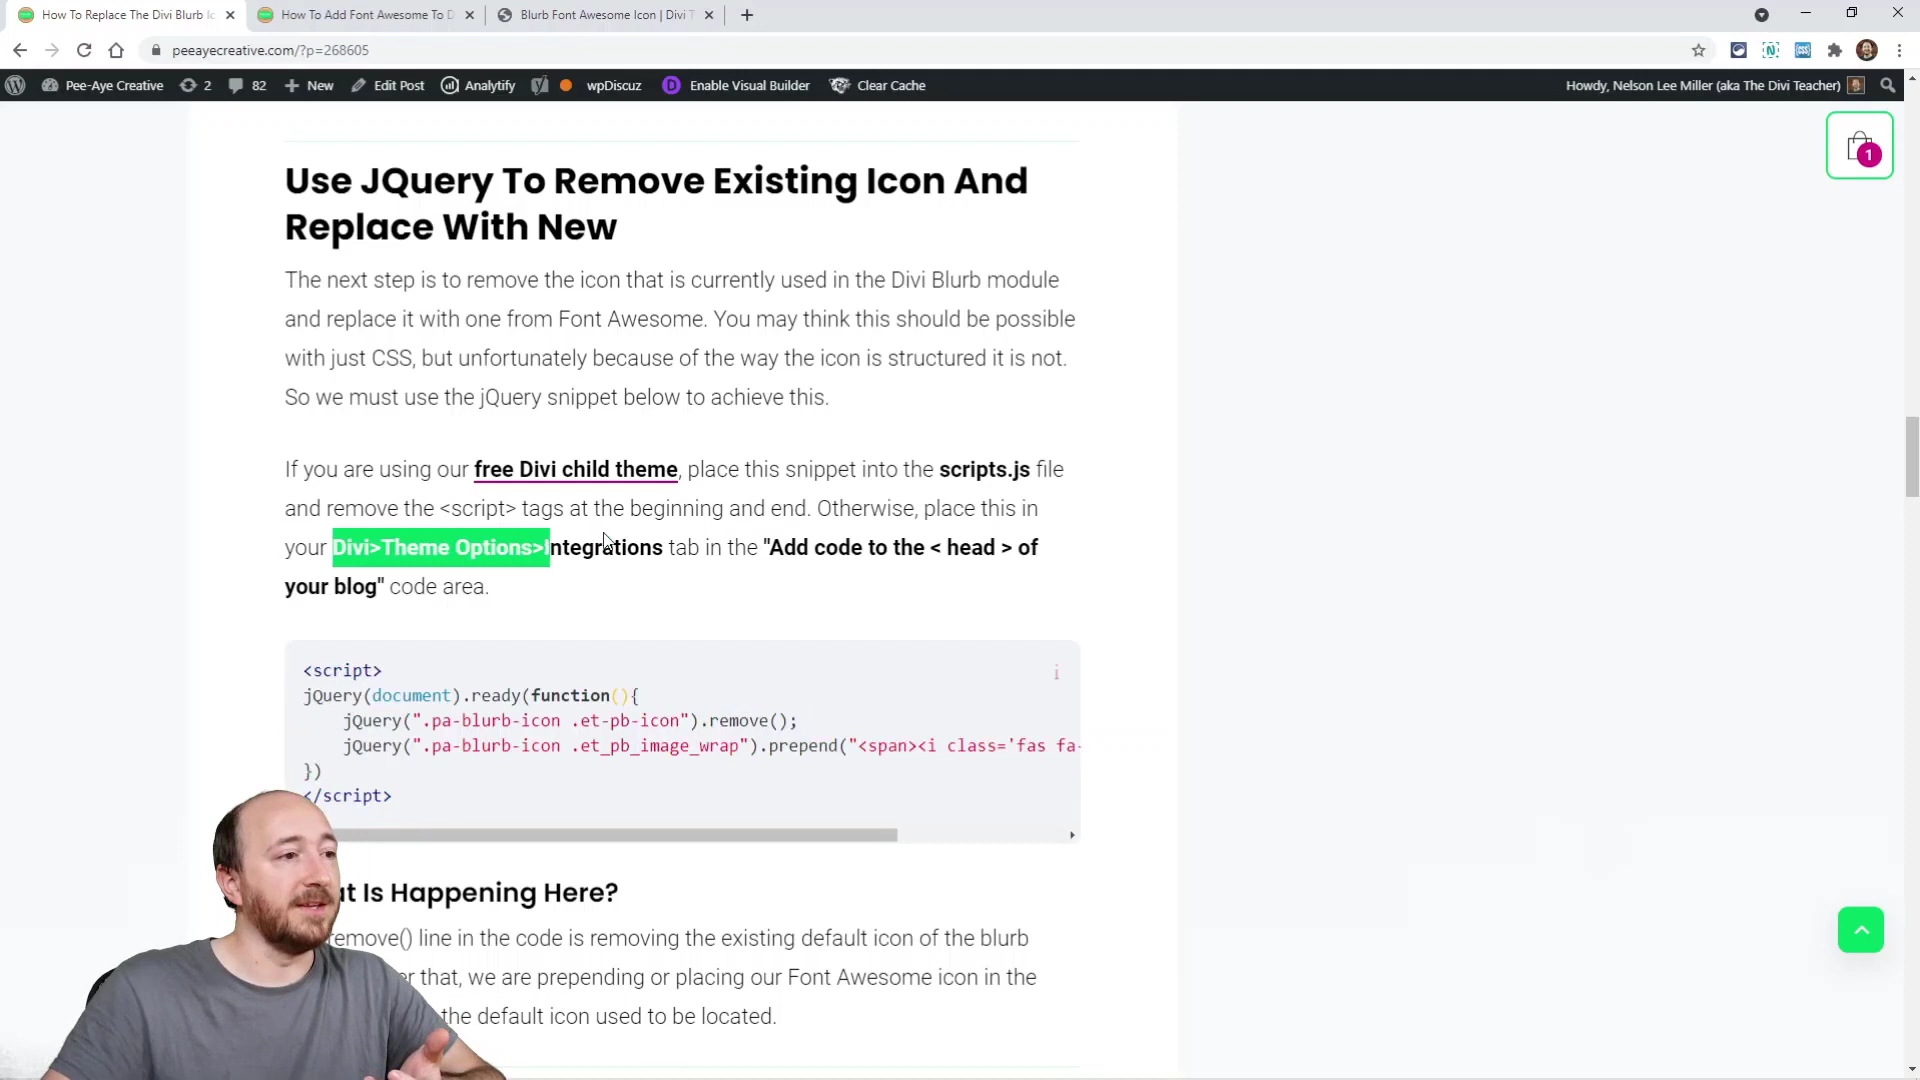 How To Replace The Divi Blurb Ic
How To Add Font Awesome To D
Blurb Font Awesome Icon | Divi T
peeayecreative.com/?p=268605
Pee-Aye Creative
2
82
New
Edit Post
Analytify
wpDiscuz
D
Enable Visual Builder
Clear Cache
Howdy, Nelson Lee Miller (aka The Divi Teacher)
1
Use JQuery To Remove Existing Icon And
Replace With New
The next step is to remove the icon that is currently used in the Divi Blurb module
and replace it with one from Font Awesome. You may think this should be possible
with just CSS, but unfortunately because of the way the icon is structured it is not.
So we must use the jQuery snippet below to achieve this.
If you are using our free Divi child theme, place this snippet into the scripts.js file
and remove the <script> tags at the beginning and end. Otherwise, place this in
your Divi>Theme Options>Integrations tab in the "Add code to the < head > of
your blog" code area.
<script>
i
jQuery(document).ready(function(){
jQuery(".pa-blurb-icon .et-pb-icon").remove();
jQuery(".pa-blurb-icon .et_pb_image_wrap").prepend("<span><i class='fas fa-
})
</script>
at Is Happening Here?
remove() line in the code is removing the existing default icon of the blurb
er that, we are prepending or placing our Font Awesome icon in the
the default icon used to be located.